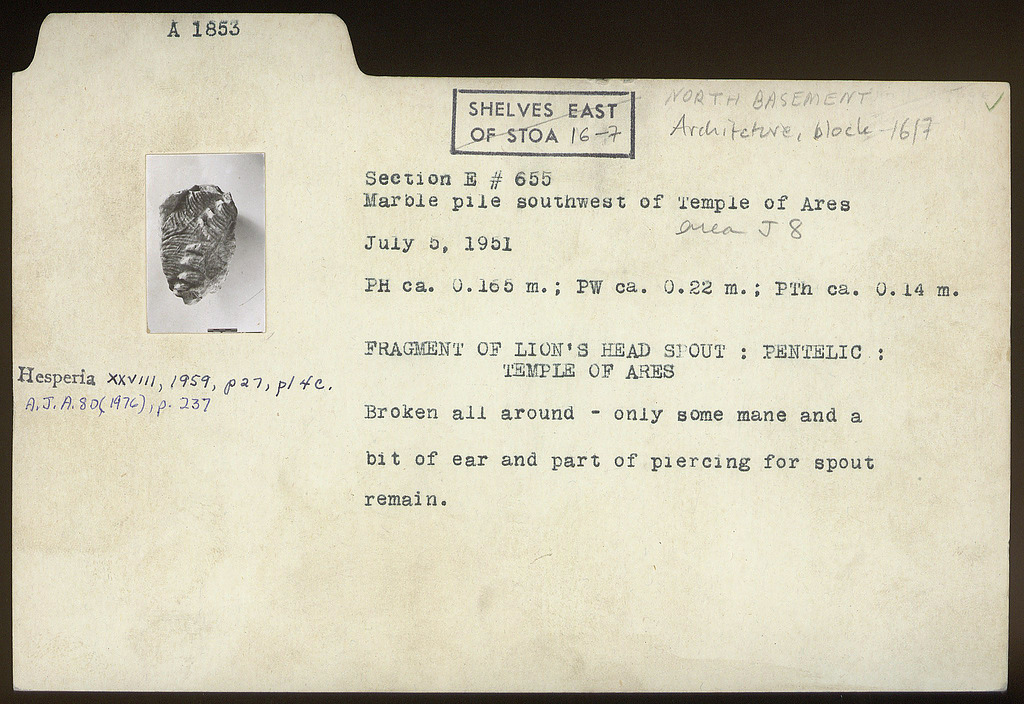 A 1853
SHELVES EAST
OF STOA 16-7
NORTH BASEMENT
Architecture, block 16/7
Section E # 655
Marble pile southwest of Temple of Ares
area J 8
July 5, 1951
PH ca. 0.165 m.; PW ca. 0.22 m.; PTh ca. 0.14 m.
FRAGMENT OF LION'S HEAD SPOUT : PENTELIC :
TEMPLE OF ARES
Hesperia XXVIII, 1959, p27, pl 4c.
A.J.A. 80(1976), p. 237
Broken all around - only some mane and a
bit of ear and part of piercing for spout
remain.